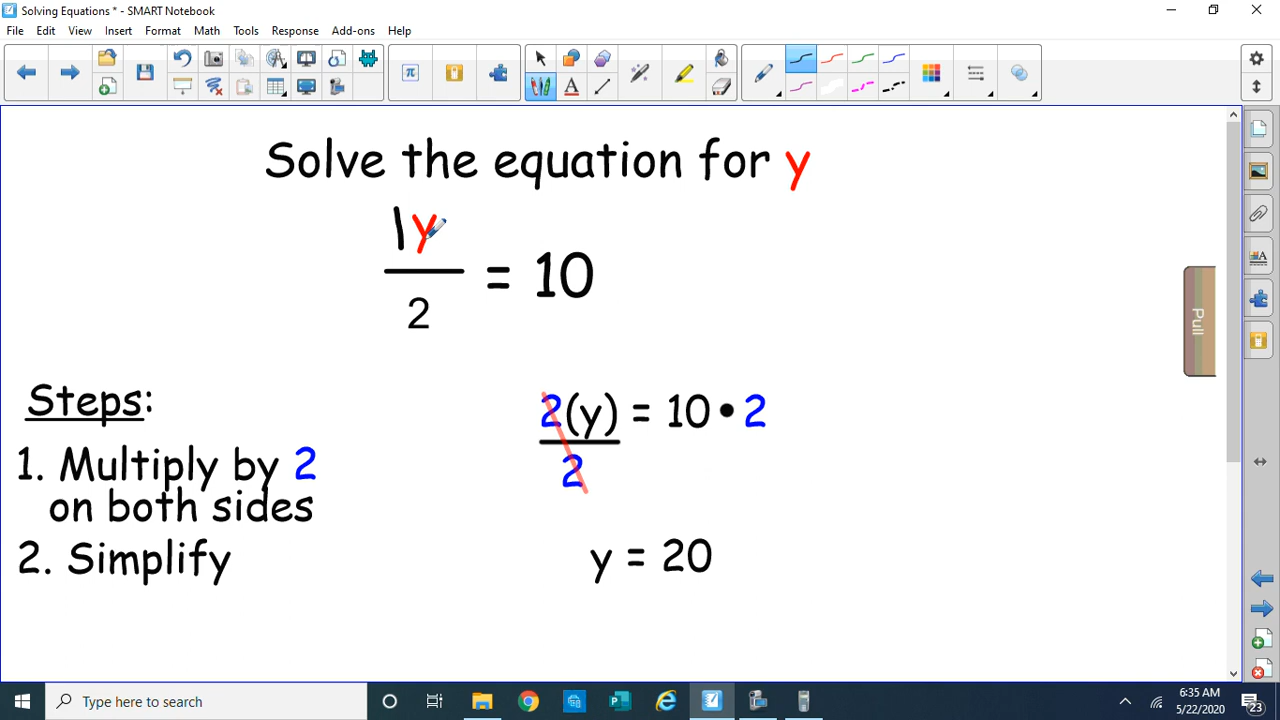 Solving Equations * - SMART Notebook
File Edit View Insert Format Math Tools Response Add-ons Help
Solve the equation for y
1y
= 10
2
Pull
Steps:
2(y) = 10 • 2
2
1. Multiply by 2
on both sides
2. Simplify
y = 20
Type here to search
6:35 AM
5/22/2020
23